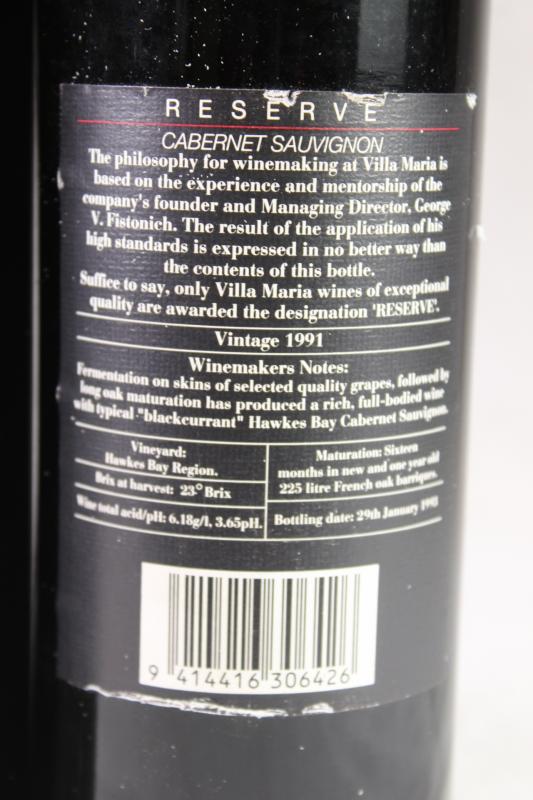 RESERVE
CABERNET SAUVIGNON
The philosophy for winemaking at Villa Maria is
based on the experience and mentorship of the
company's founder and Managing Director, George
V. Fistonich. The result of the application of his
high standards is expressed in no better way than
the contents of this bottle.
Suffice to say, only Villa Maria wines of exceptional
quality are awarded the designation 'RESERVE'.
Vintage 1991
Winemakers Notes:
Fermentation on skins of selected quality grapes, followed by
long oak maturation has produced a rich, full-bodied wine
with typical "blackcurrant" Hawkes Bay Cabernet Sauvignon.
Vineyard:
Hawkes Bay Region.
Brix at harvest: 23° Brix
Wine total acid/pH: 6.18g/l, 3.65pH.
Maturation: Sixteen
months in new and one year old
225 litre French oak barriques.
Bottling date: 29th January 1993
9 414416 306426